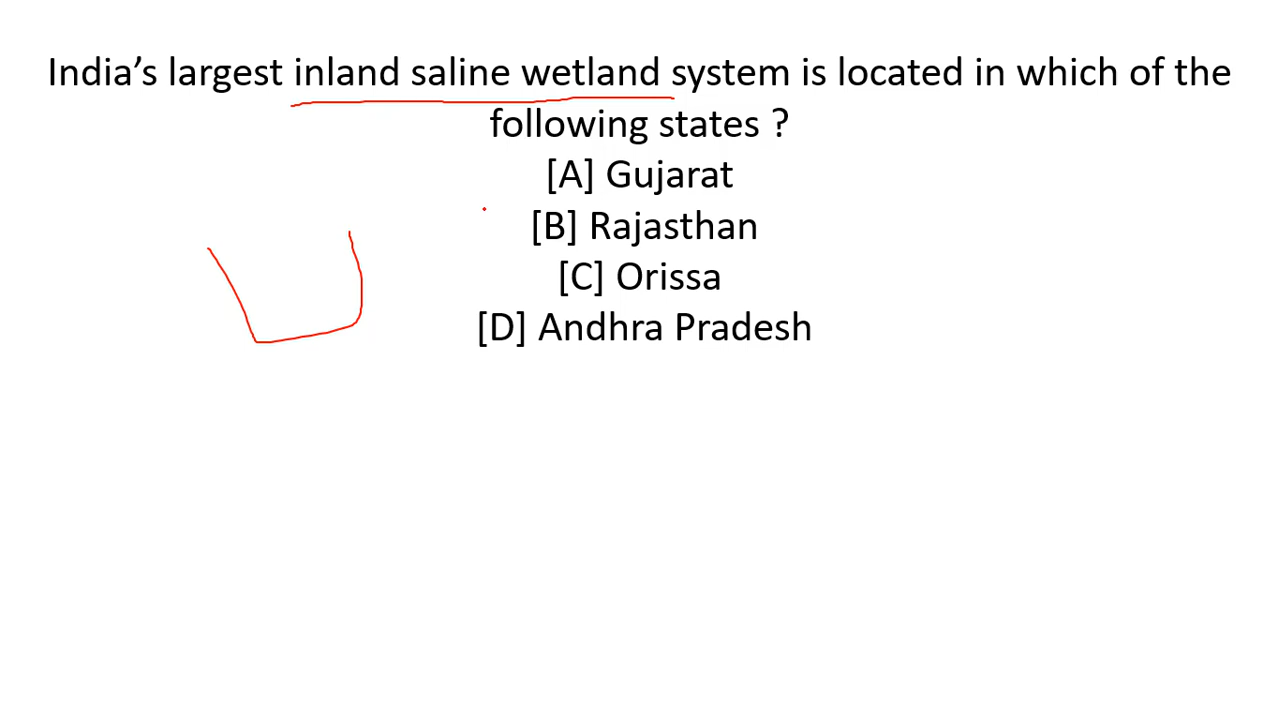 India’s largest inland saline wetland system is located in which of the
following states ?
[A] Gujarat
[B] Rajasthan
[C] Orissa
[D] Andhra Pradesh